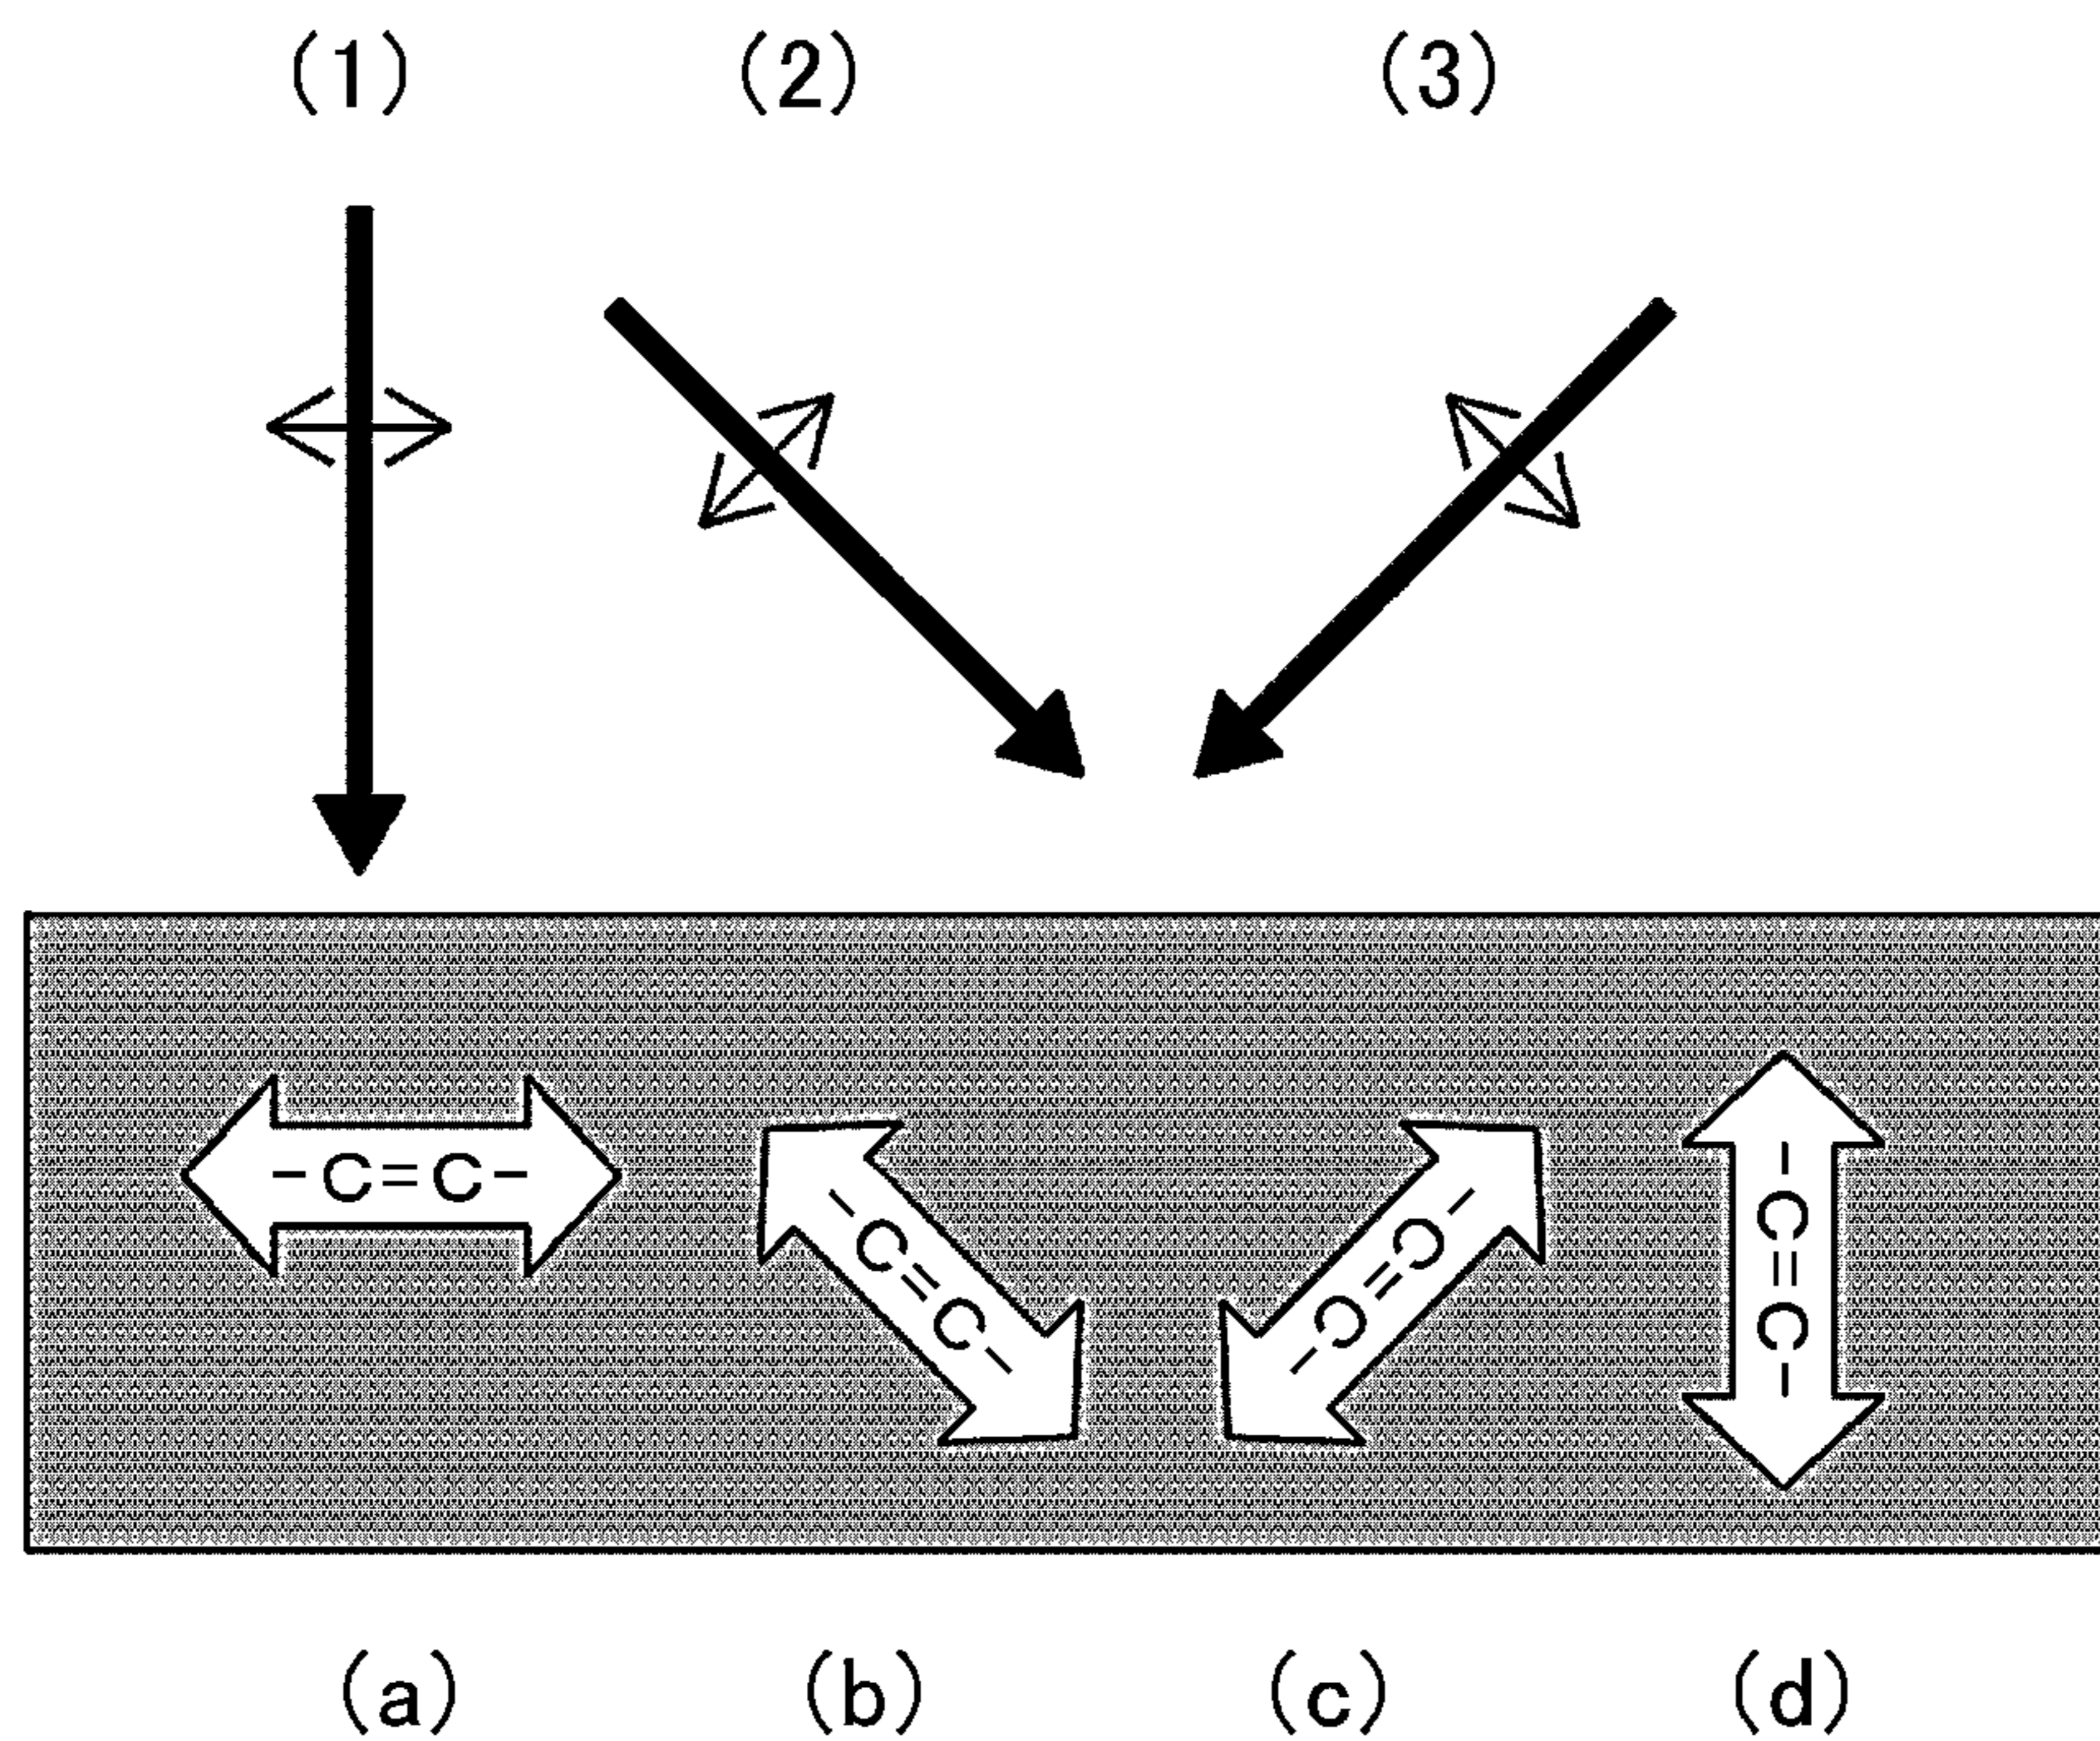 (1) (2) (3)
-C=C- -C=C- -C=C- -C=C-
(a) (b) (c) (d)